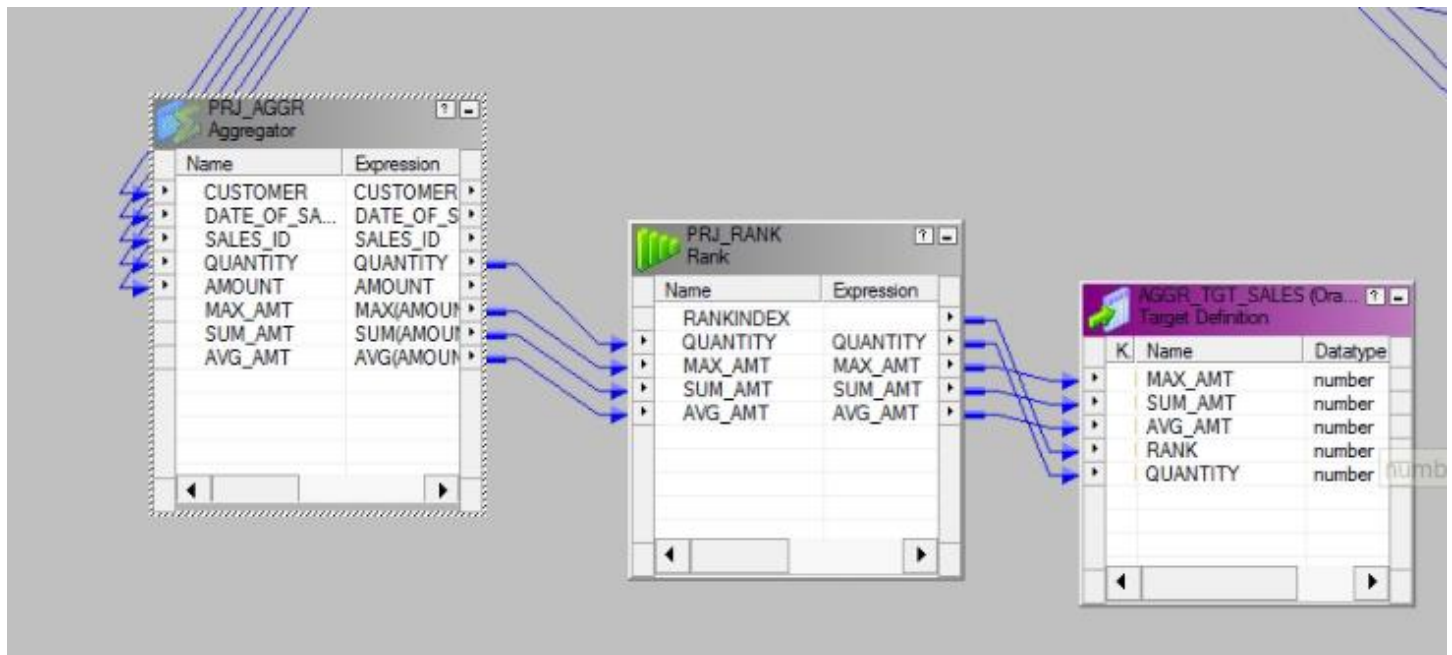 PRJ_AGGR
Aggregator
Name Expression
CUSTOMER CUSTOMER
DATE_OF_SA... DATE_OF_S
SALES_ID SALES_ID
QUANTITY QUANTITY
AMOUNT AMOUNT
MAX_AMT MAX(AMOUN
SUM_AMT SUM(AMOUN
AVG_AMT AVG(AMOUN
PRJ_RANK
Rank
Name Expression
RANKINDEX
QUANTITY QUANTITY
MAX_AMT MAX_AMT
SUM_AMT SUM_AMT
AVG_AMT AVG_AMT
AGGR_TGT_SALES (Ora...
Target Definition
K Name Datatype
MAX_AMT number
SUM_AMT number
AVG_AMT number
RANK number
QUANTITY number
numb